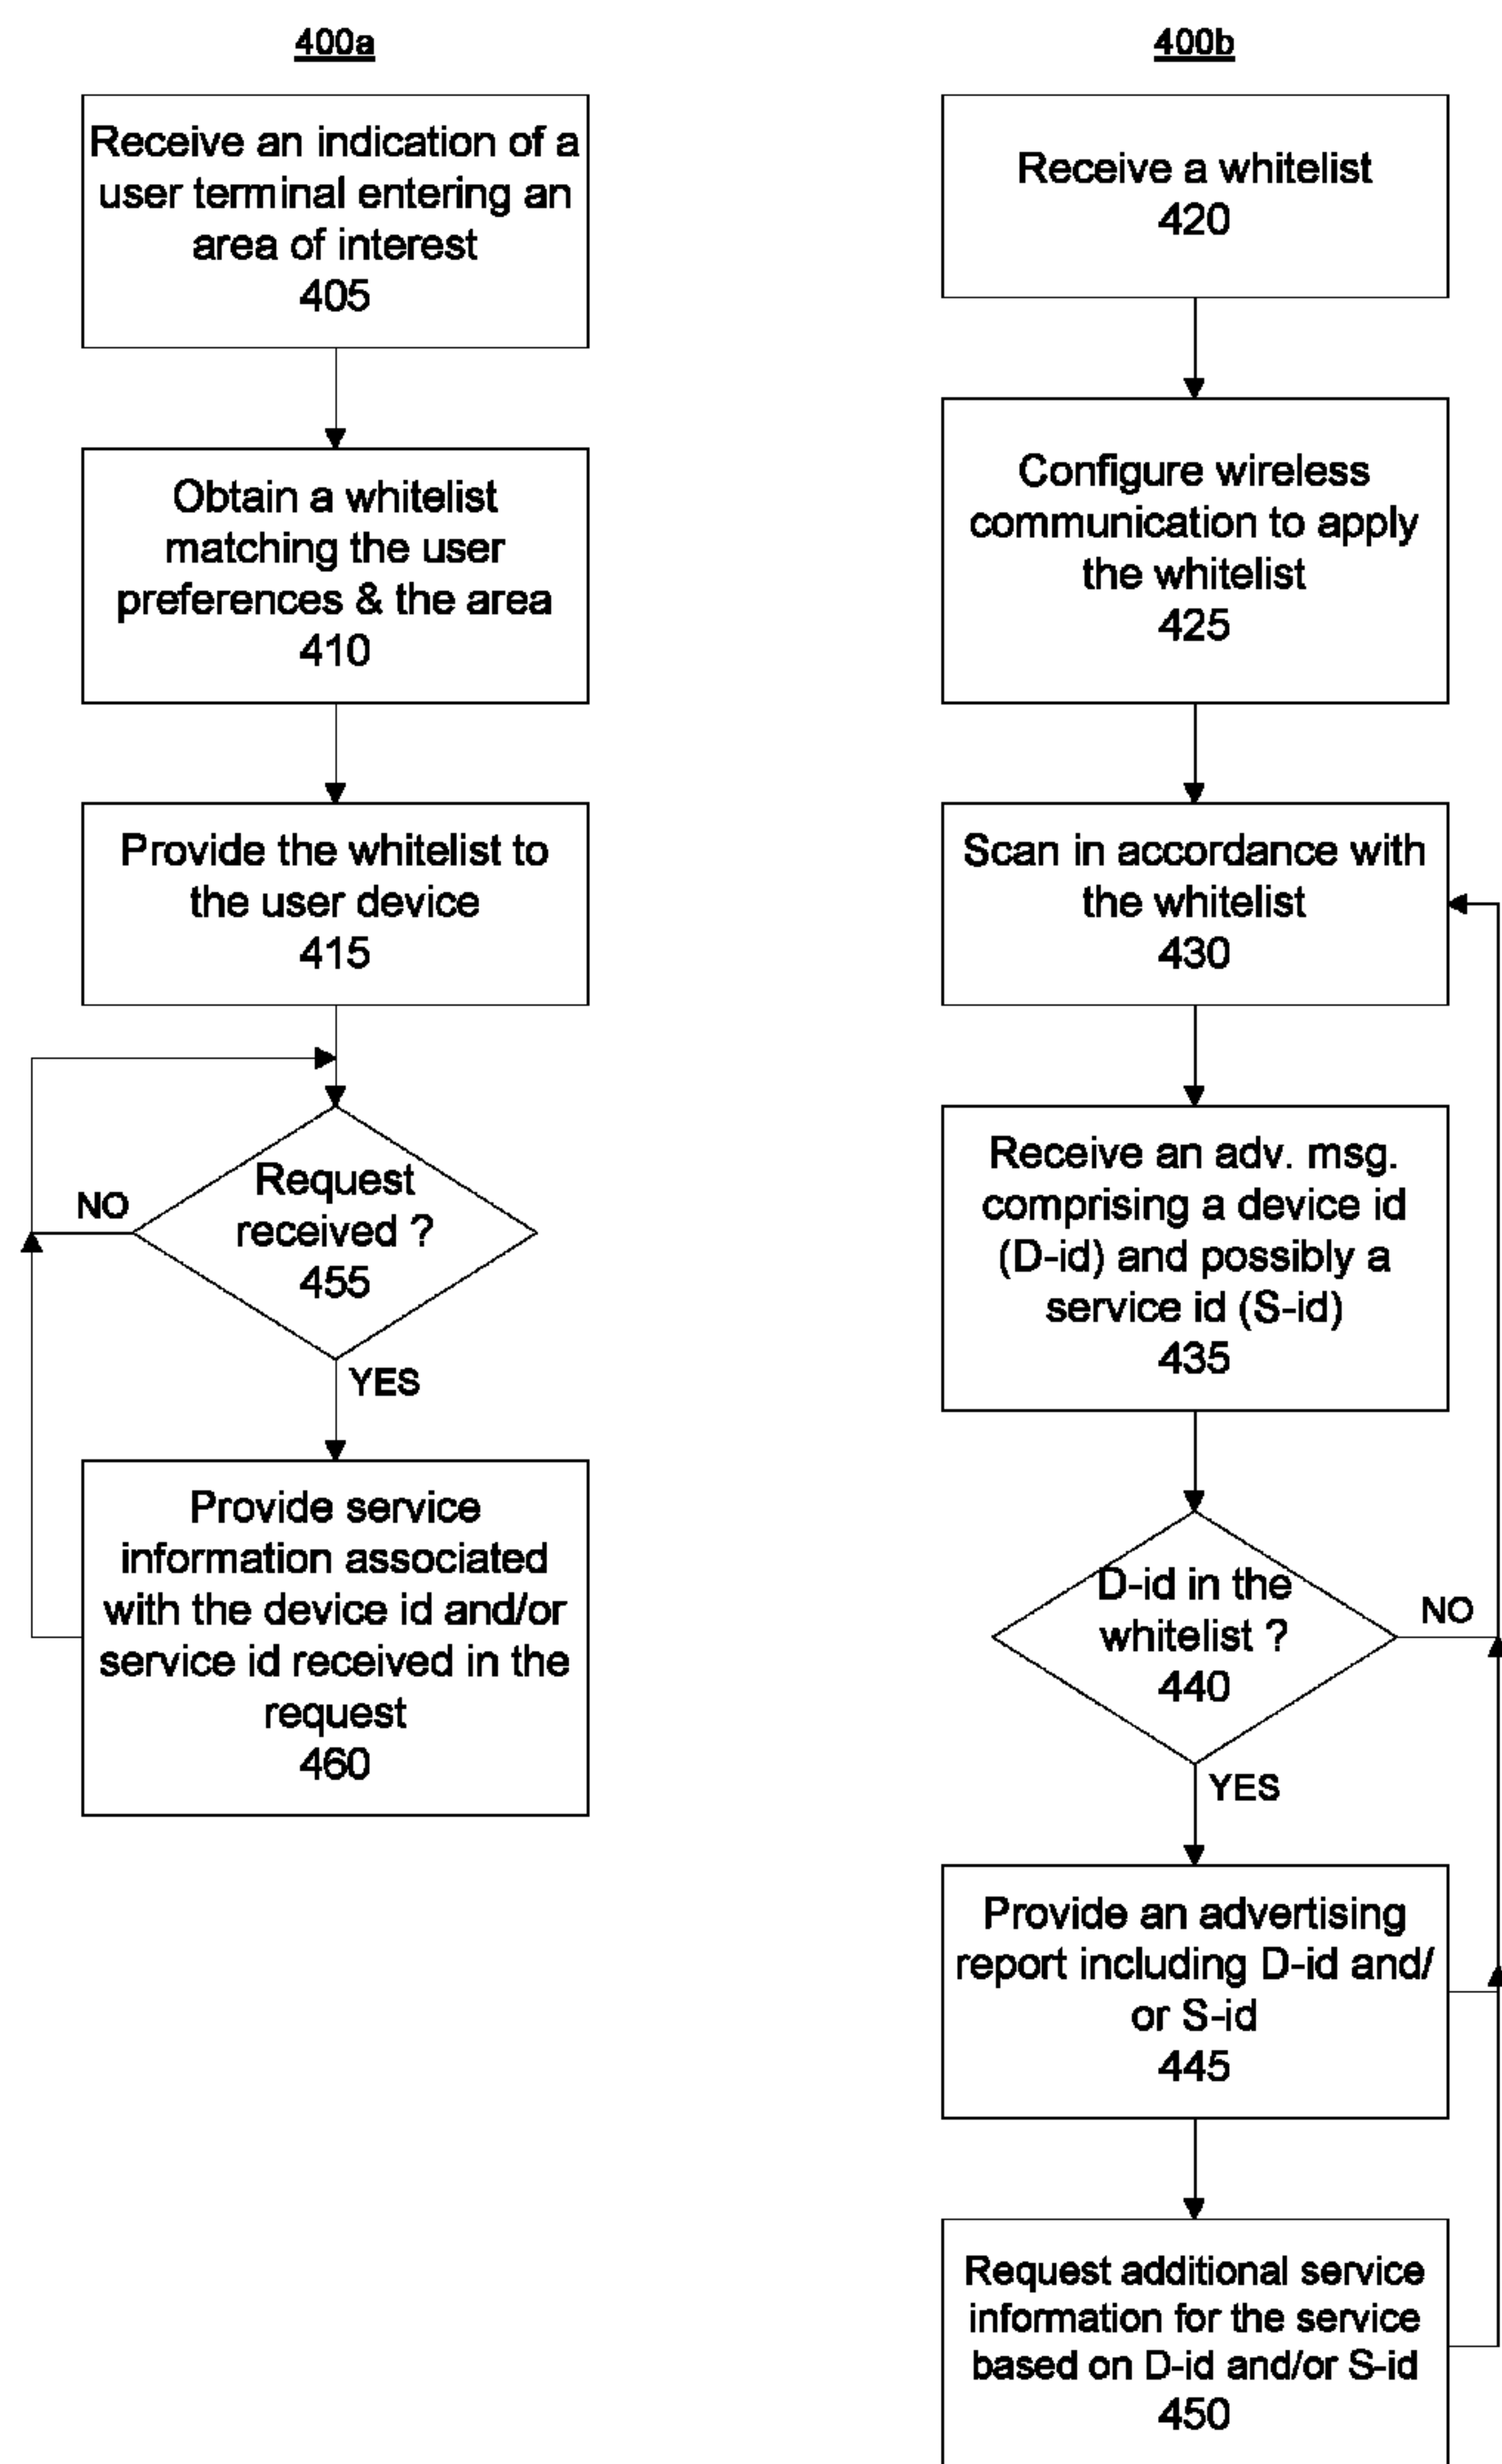 400a
Receive an indication of a
user terminal entering an
area of interest
405
Obtain a whitelist
matching the user
preferences & the area
410
Provide the whitelist to
the user device
415
Request
received ?
455
NO
YES
Provide service
information associated
with the device id and/or
service id received in the
request
460
400b
Receive a whitelist
420
Configure wireless
communication to apply
the whitelist
425
Scan in accordance with
the whitelist
430
Receive an adv. msg.
comprising a device id
(D-id) and possibly a
service id (S-id)
435
D-id in the
whitelist ?
440
NO
YES
Provide an advertising
report including D-id and/
or S-id
445
Request additional service
information for the service
based on D-id and/or S-id
450